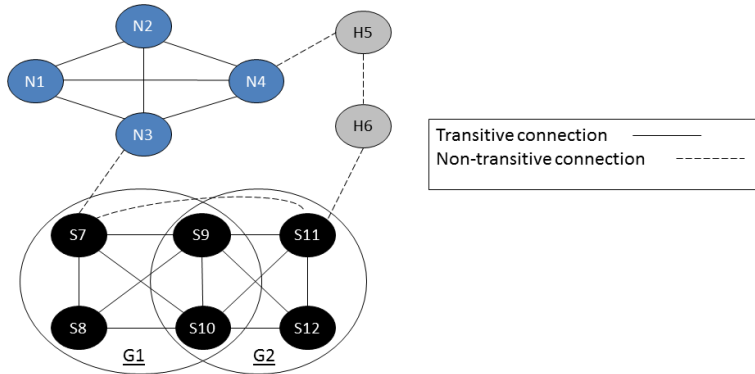 N2
H5
N1
N4
H6
N3
Transitive connection
Non-transitive connection
S7
S9
S11
S8
S10
S12
G1
G2